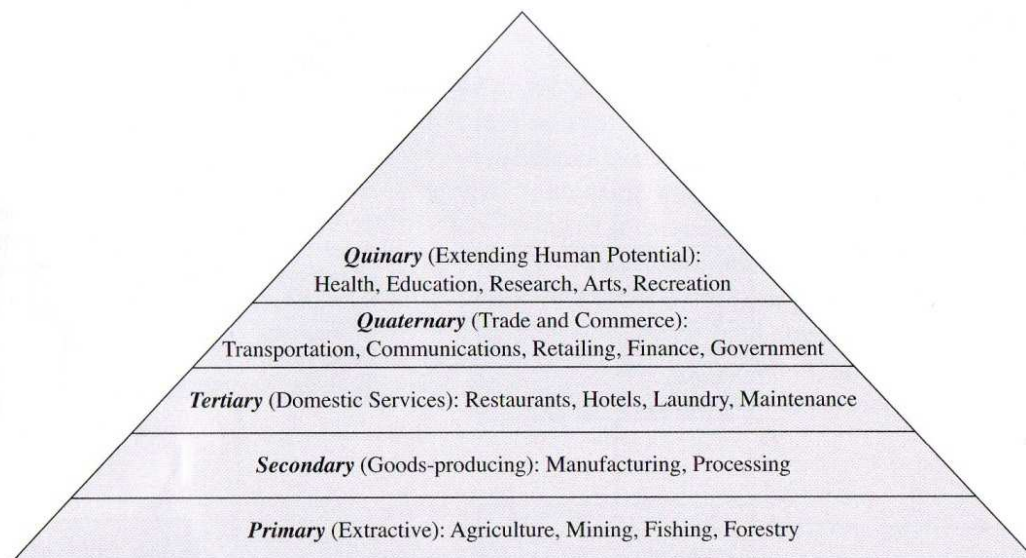 Quinary (Extending Human Potential):
Health, Education, Research, Arts, Recreation
Quaternary (Trade and Commerce):
Transportation, Communications, Retailing, Finance, Government
Tertiary (Domestic Services): Restaurants, Hotels, Laundry, Maintenance
Secondary (Goods-producing): Manufacturing, Processing
Primary (Extractive): Agriculture, Mining, Fishing, Forestry